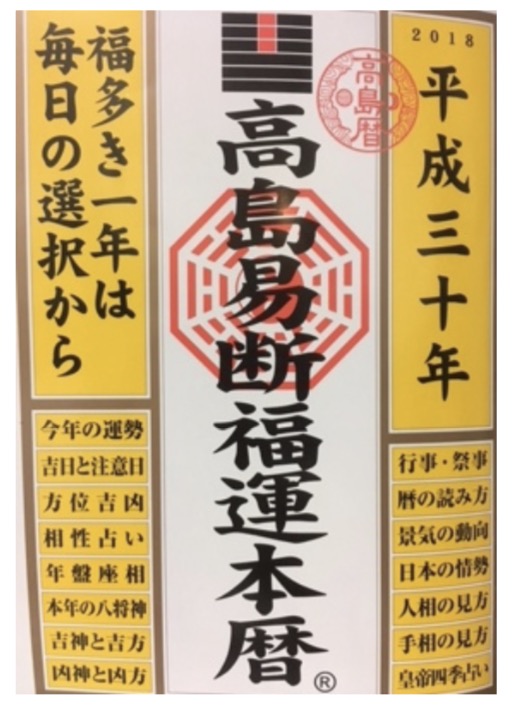 2018
平成三十年
高島暦
高島易断福運本暦
®
福多き一年は
毎日の選択から
行事・祭事
暦の読み方
景気の動向
日本の情勢
人相の見方
手相の見方
皇帝四季占い
今年の運勢
吉日と注意日
方位吉凶
相性占い
年盤座相
本年の八将神
吉神と吉方
凶神と凶方